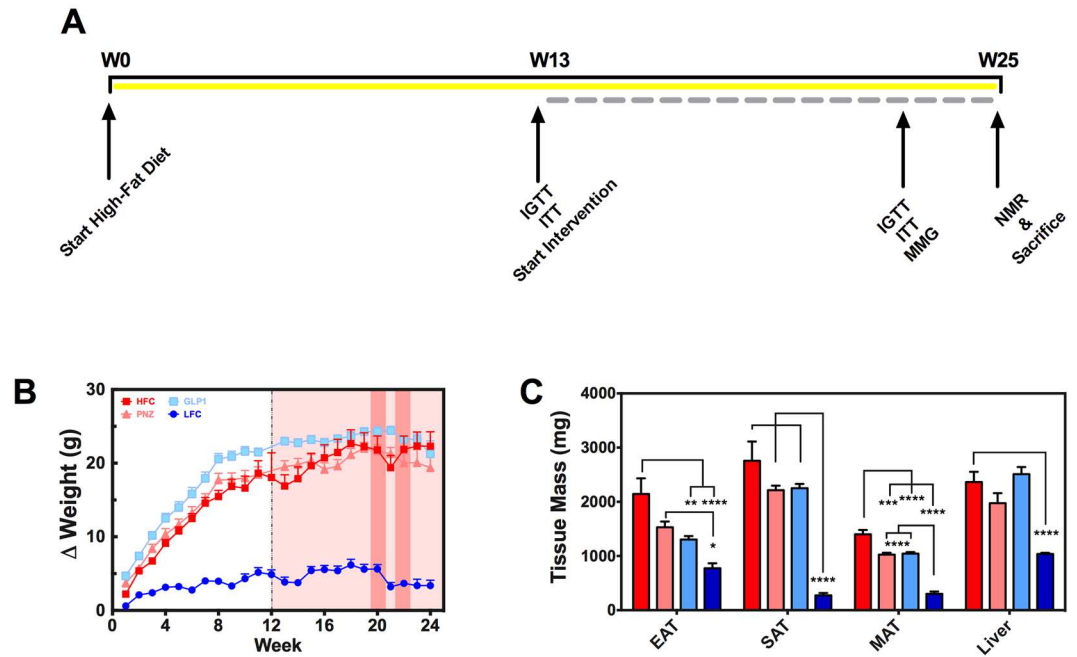 A
W0 W13 W25
Start High-Fat Diet
IGTT
ITT
Start Intervention
IGTT
ITT
MMG
NMR
&
Sacrifice
B
Δ Weight (g)
30
20
10
0
HFC GLP1
PNZ LFC
0 4 8 12 16 20 24
Week
C
Tissue Mass (mg)
4000
3000
2000
1000
0
** ****
*
****
*** **** ****
****
****
EAT SAT MAT Liver